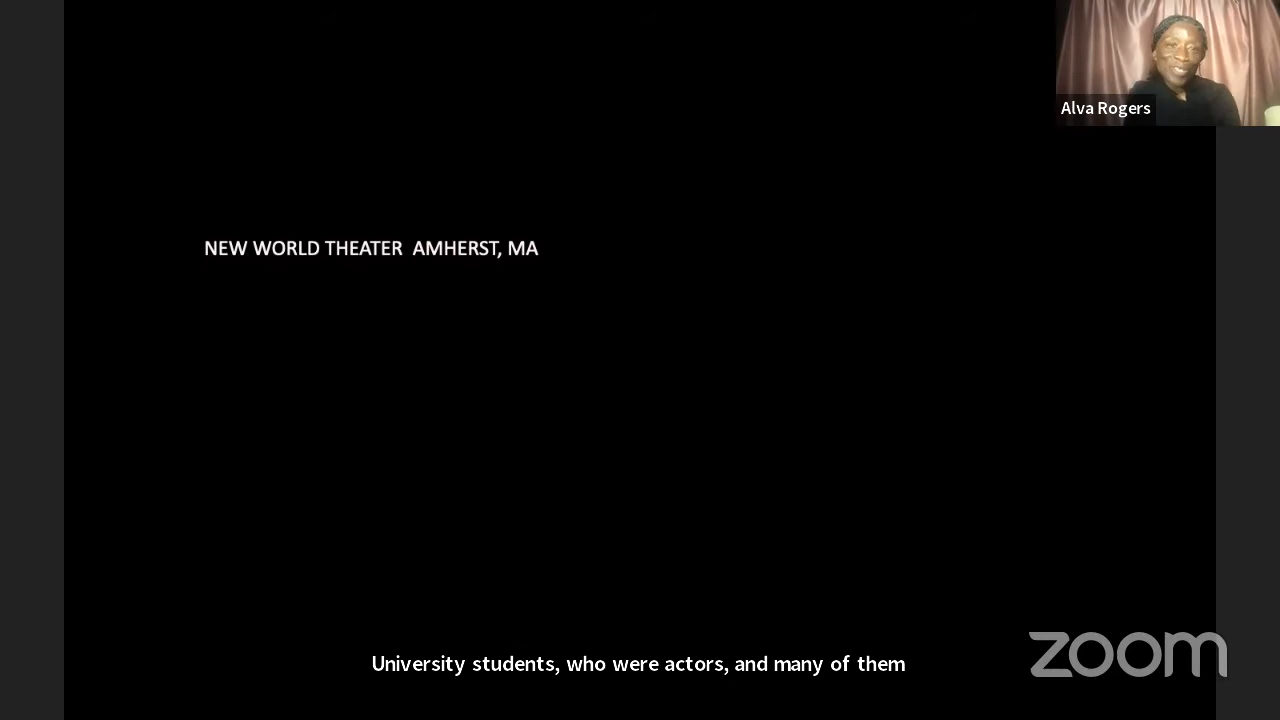 Alva Rogers
NEW WORLD THEATER AMHERST, MA
University students, who were actors, and many of them
zoom